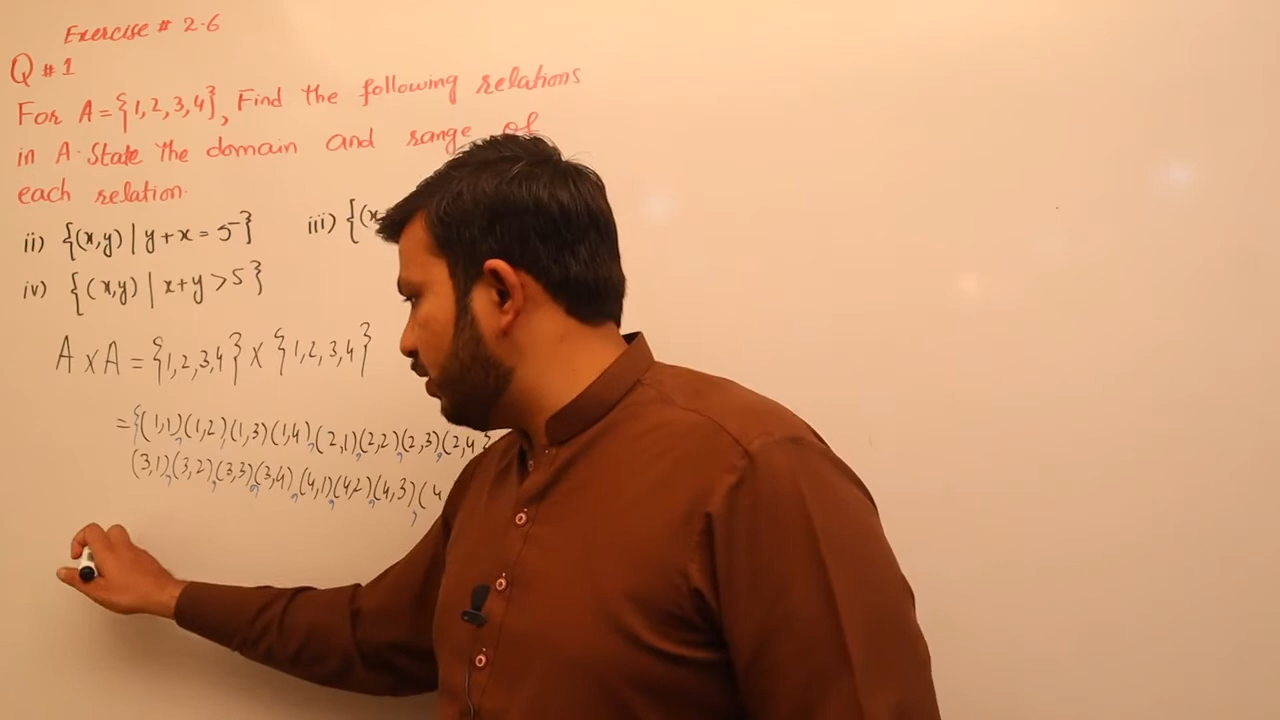 Exercise # 2.6
Q # 1
For A = {1, 2, 3, 4}, Find the following relations
in A. State the domain and range of
each relation.
ii) {(x,y) | y + x = 5} iii) {(x
iv) {(x,y) | x+y > 5}
A x A = {1, 2, 3, 4} x {1, 2, 3, 4}
= {(1,1),(1,2)(1,3)(1,4),(2,1),(2,2),(2,3),(2,4
(3,1),(3,2),(3,3),(3,4),(4,1),(4,2),(4,3),(4